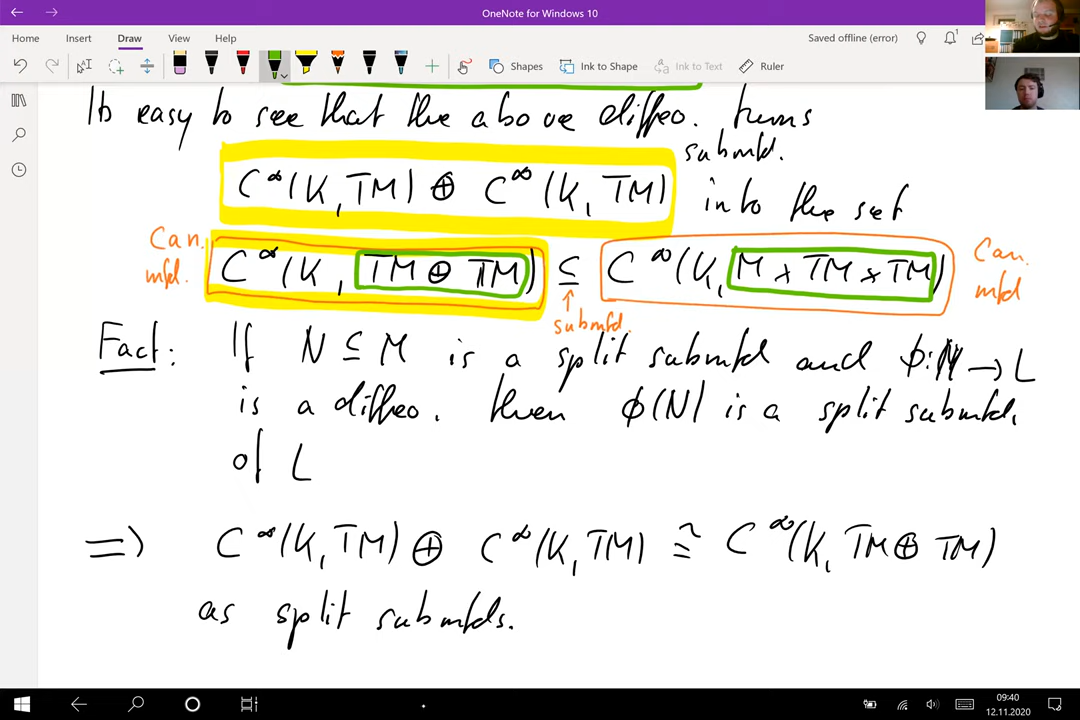 OneNote for Windows 10
Home Insert Draw View Help
Saved offline (error)
Shapes Ink to Shape Ink to Text Ruler
It easy to see that the above diffeo. turns
submfd.
C^∞(K, TM) ⊕ C^∞(K, TM) into the set
Can. mfd. C^∞(K, TM ⊕ TM) ⊆ C^∞(K, M × TM × TM) Can. mfd
↑ submfd.
Fact: If N ⊆ M is a split submfd and ϕ: M → L
is a diffeo. then ϕ(N) is a split submfd.
of L
⇒ C^∞(K, TM) ⊕ C^∞(K, TM) ≅ C^∞(K, TM ⊕ TM)
as split submfds.
09:40
12.11.2020